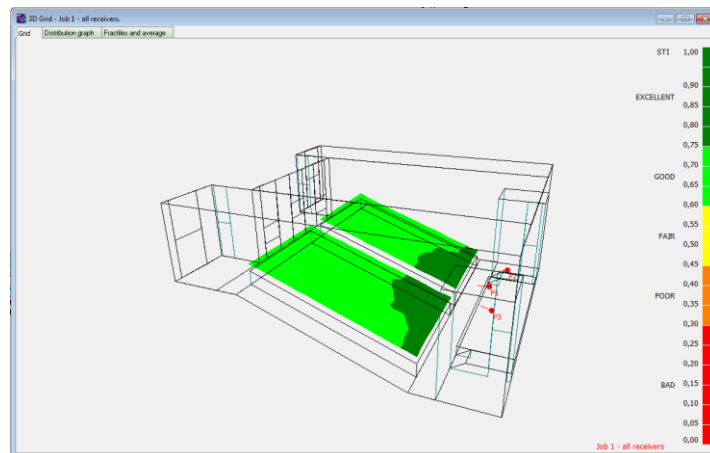 3D Grid - Job 1 - all receivers.
Grid
Distribution graph
Fractiles and average
STI 1,00
0,90
EXCELLENT
0,85
0,80
0,75
0,70
GOOD
0,65
0,60
0,55
FAIR
0,50
0,45
0,40
POOR
0,35
0,30
0,25
0,20
BAD 0,15
0,10
0,05
0,00
P1
P3
Job 1 - all receivers